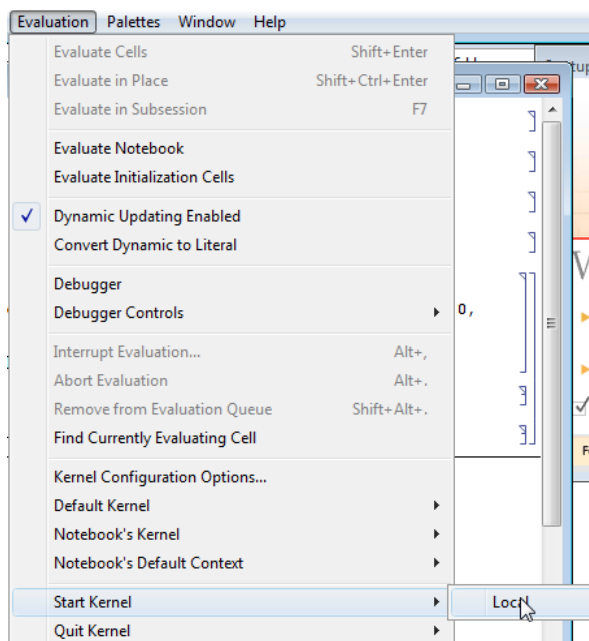 Evaluation Palettes Window Help
Evaluate Cells Shift+Enter
Evaluate in Place Shift+Ctrl+Enter
Evaluate in Subsession F7
Evaluate Notebook
Evaluate Initialization Cells
Dynamic Updating Enabled
Convert Dynamic to Literal
Debugger
Debugger Controls
0,
Interrupt Evaluation... Alt+,
Abort Evaluation Alt+.
Remove from Evaluation Queue Shift+Alt+.
Find Currently Evaluating Cell
Kernel Configuration Options...
Default Kernel
Notebook's Kernel
Notebook's Default Context
Start Kernel Local
Quit Kernel